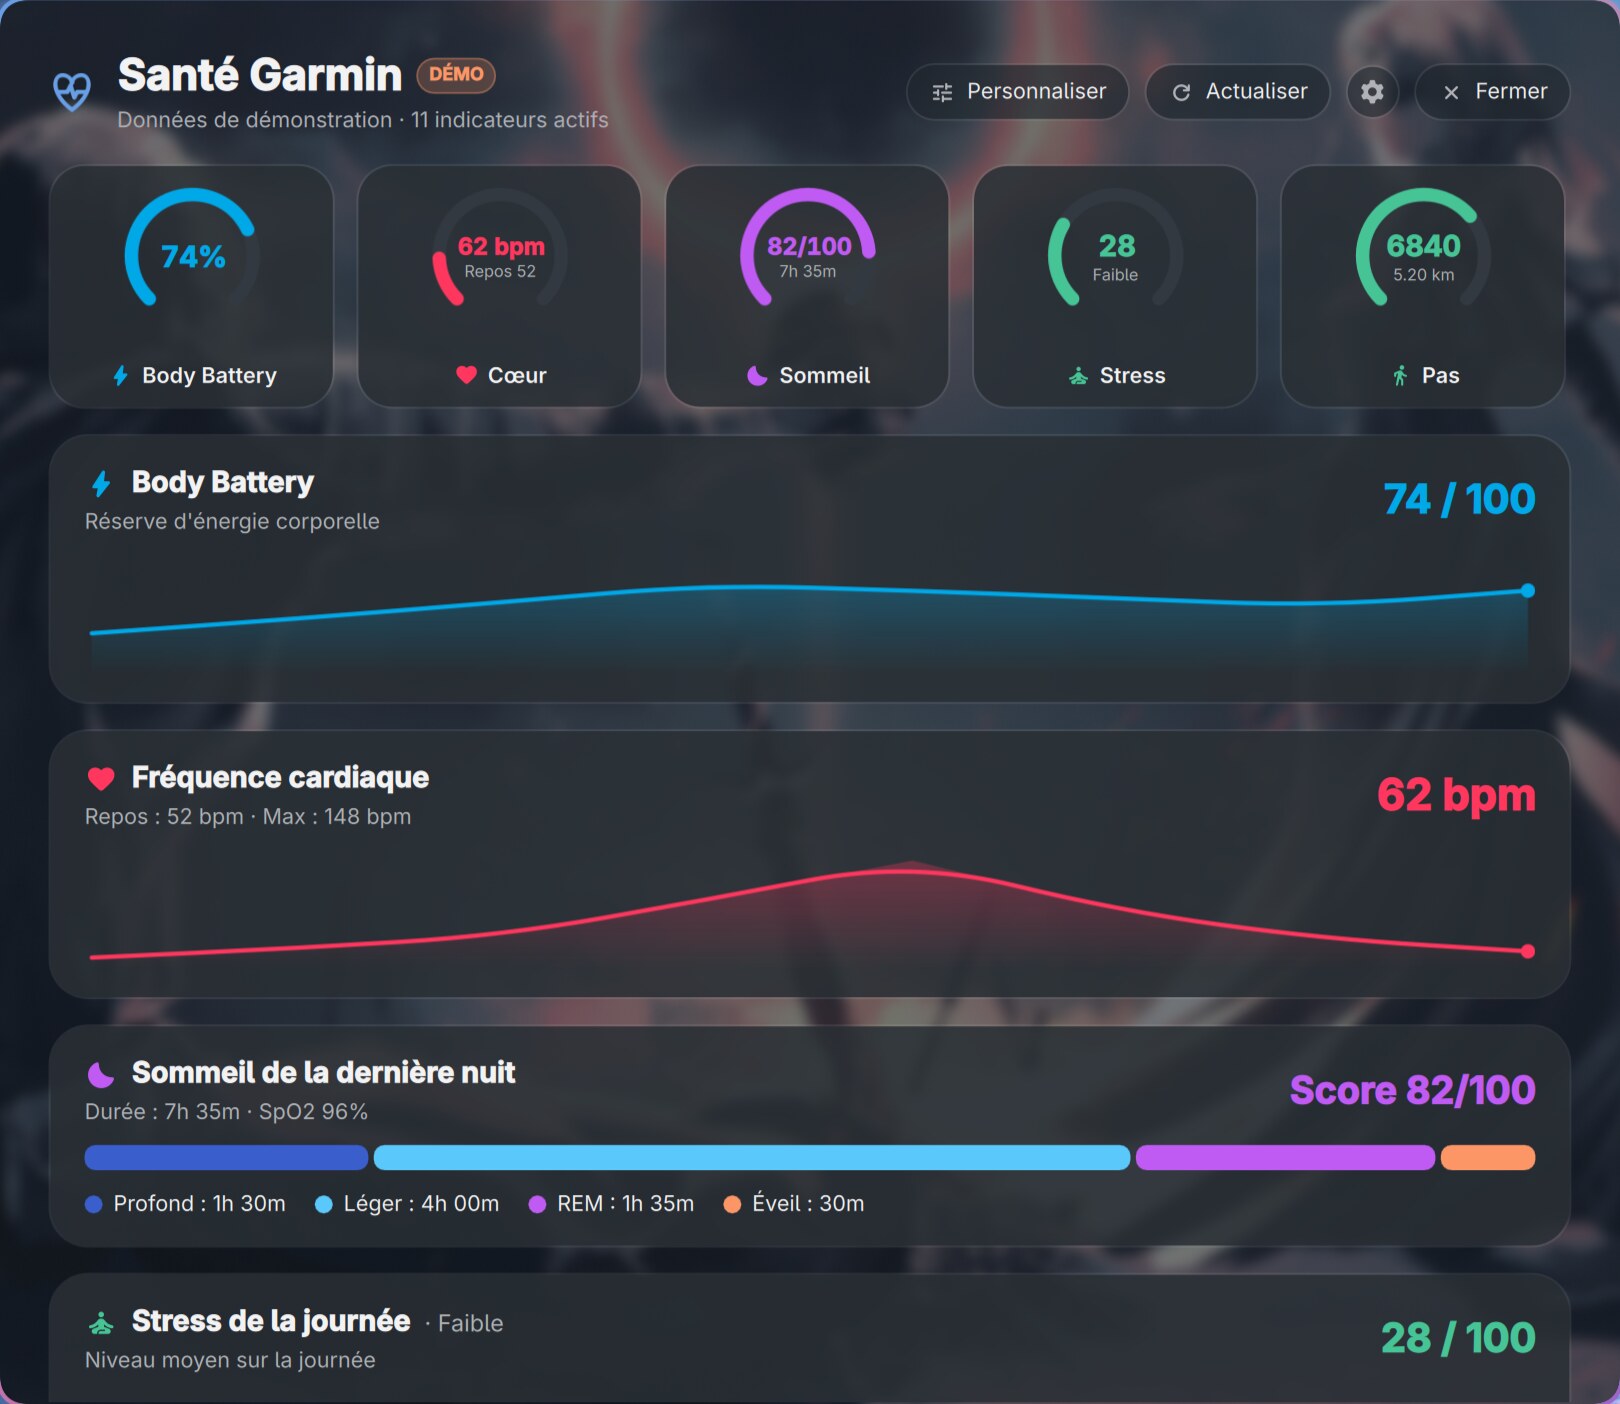 Santé Garmin DÉMO
Données de démonstration · 11 indicateurs actifs
Personnaliser
Actualiser
Fermer
74%
Body Battery
62 bpm
Repos 52
Cœur
82/100
7h 35m
Sommeil
28
Faible
Stress
6840
5.20 km
Pas
Body Battery
Réserve d'énergie corporelle
74 / 100
Fréquence cardiaque
Repos : 52 bpm · Max : 148 bpm
62 bpm
Sommeil de la dernière nuit
Durée : 7h 35m · SpO2 96%
Score 82/100
Profond : 1h 30m
Léger : 4h 00m
REM : 1h 35m
Éveil : 30m
Stress de la journée · Faible
Niveau moyen sur la journée
28 / 100